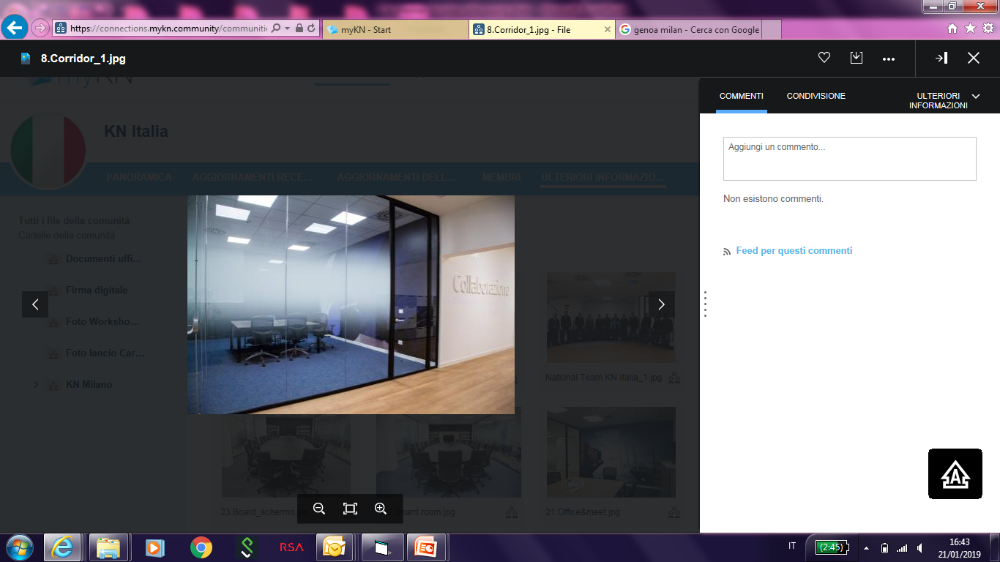 https://connections.mykn.community/communiti
myKN - Start
8.Corridor_1.jpg - File
genoa milan - Cerca con Google
8.Corridor_1.jpg
myKN
KN Italia
PANORAMICA
AGGIORNAMENTI RECE...
AGGIORNAMENTI DELL...
MEMBRI
ULTERIORI INFORMAZIO...
Tutti i file della comunità
Cartelle della comunità
Documenti uffi...
Firma digitale
Foto Worksho...
Foto lancio Car...
KN Milano
Collaborazione
National Team KN Italia_1.jpg
23.Board_schermo.jpg
Board room.jpg
21.Office&meet.jpg
COMMENTI
CONDIVISIONE
ULTERIORI
INFORMAZIONI
Aggiungi un commento...
Non esistono commenti.
Feed per questi commenti
A
RSA
IT
(2:45)
16:43
21/01/2019